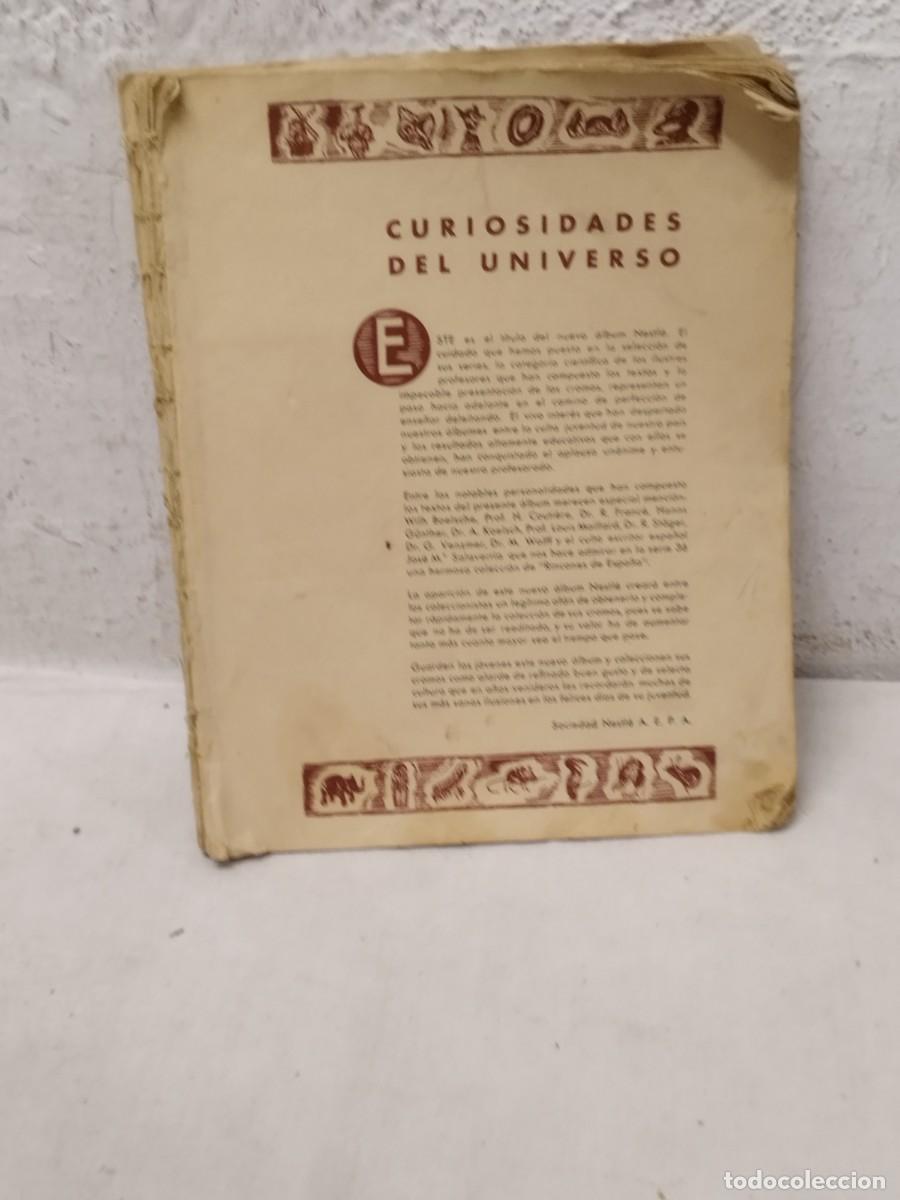 CURIOSIDADES
DEL UNIVERSO
ESTE es el título del nuevo álbum Nestlé. El
cuidado que hemos puesto en la selección de
sus series, la categoría científica de los ilustres
profesores que han compuesto los textos y la
impecable presentación de los cromos, representan un
paso hacia adelante en el camino de perfección de
enseñar deleitando. El vivo interés que han despertado
nuestros álbumes entre la culta juventud de nuestro país
y los resultados altamente educativos que con ellos se
obtienen, han conquistado el aplauso unánime y entu-
siasta de nuestro profesorado.
Entre las notables personalidades que han compuesto
los textos del presente álbum merecen especial mención:
Wilh Boelsche, Prof. H. Coutière, Dr. R. Francé, Hanns
Günther, Dr. A. Koelsch, Prof. Louis Maillard, Dr. R. Stäger,
Dr. G. Venzmer, Dr. M. Wolff y el culto escritor español
José M.ª Salaverría que nos hace admirar en la serie 36
una hermosa colección de "Rincones de España".
La aparición de este nuevo álbum Nestlé creará entre
los coleccionistas un legítimo afán de obtenerlo y comple-
tar rápidamente la colección de sus cromos, pues se sabe
que no ha de ser reeditado, y su valor ha de aumentar
tanto más cuanto mayor sea el tiempo que pase.
Guarden los jóvenes este nuevo álbum y coleccionen sus
cromos como alarde de refinado buen gusto y de selecta
cultura que en años venideros les recordarán muchas de
sus más sanas ilusiones en los felices días de su juventud.
Sociedad Nestlé A. E. P. A.
todocoleccion